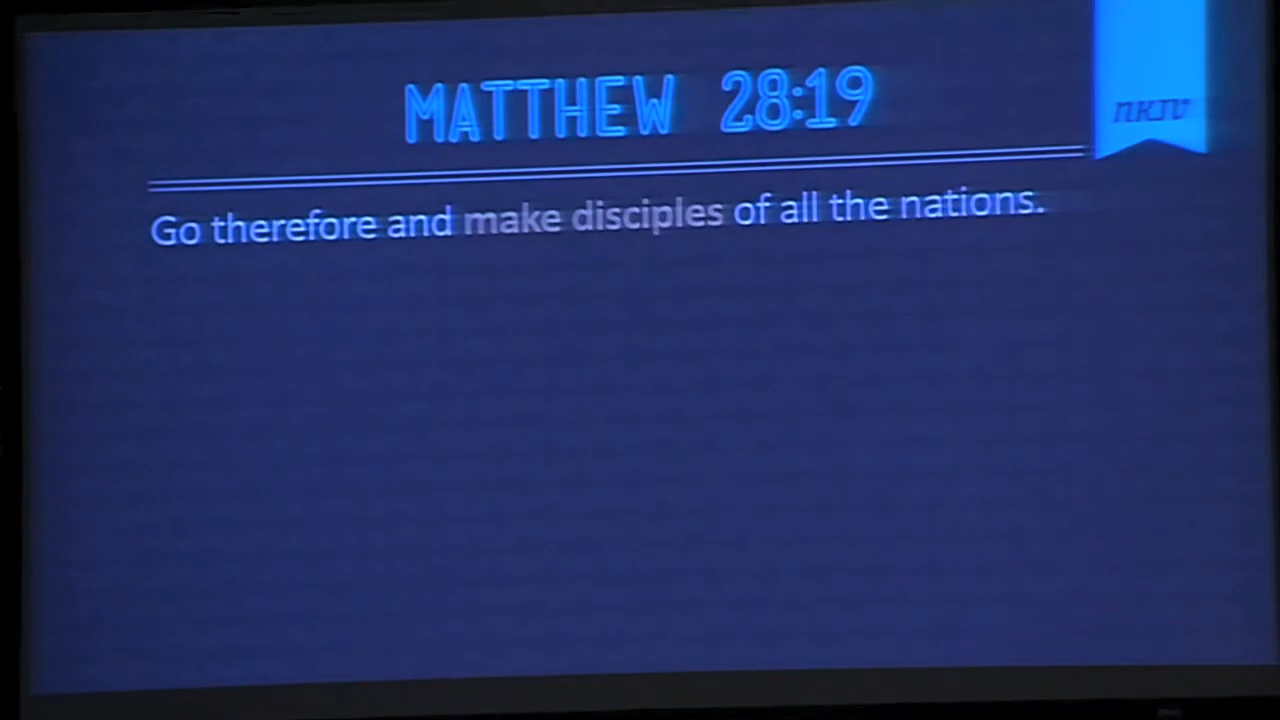 MATTHEW 28:19
NKJV
Go therefore and make disciples of all the nations.